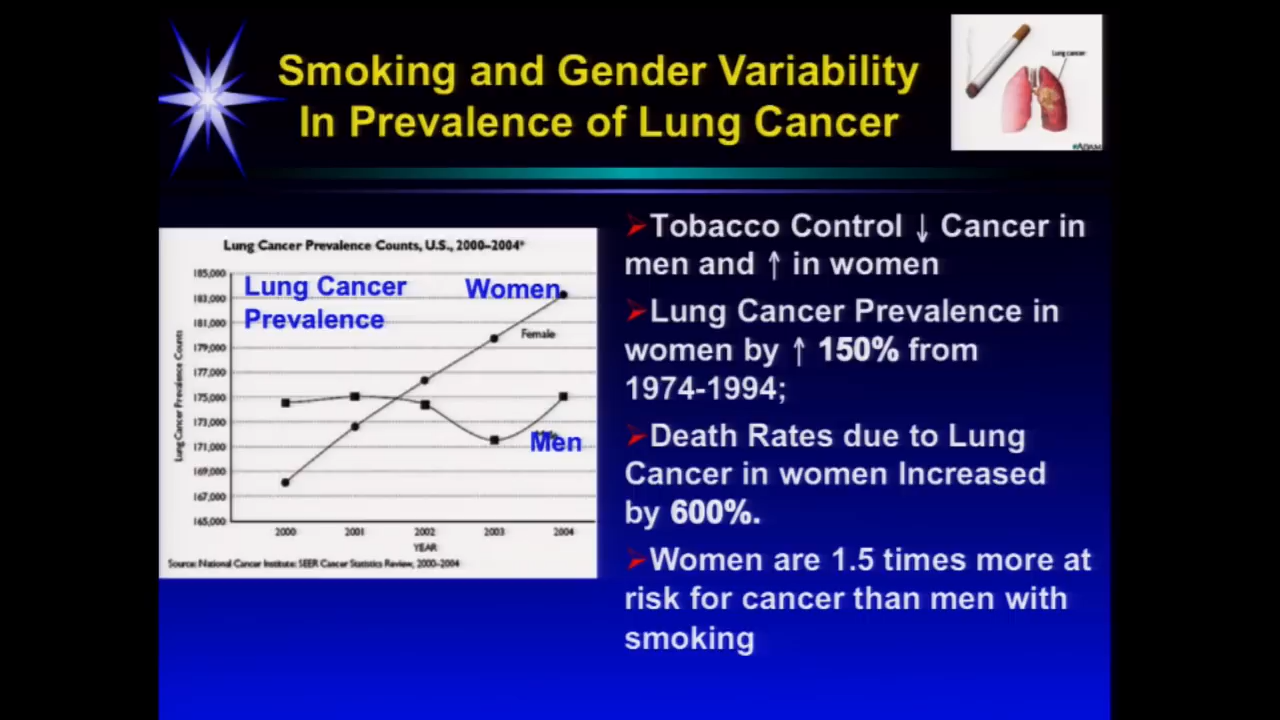 Smoking and Gender Variability
In Prevalence of Lung Cancer
Lung cancer
ADAM
Lung Cancer Prevalence Counts, U.S., 2000–2004*
Lung Cancer
Prevalence
Women
Female
Men
Lung Cancer Prevalence Counts
185,000
183,000
181,000
179,000
177,000
175,000
173,000
171,000
169,000
167,000
165,000
2000 2001 2002 2003 2004
YEAR
Source: National Cancer Institute: SEER Cancer Statistics Review, 2000–2004
➢Tobacco Control ↓ Cancer in
men and ↑ in women
➢Lung Cancer Prevalence in
women by ↑ 150% from
1974-1994;
➢Death Rates due to Lung
Cancer in women Increased
by 600%.
➢Women are 1.5 times more at
risk for cancer than men with
smoking